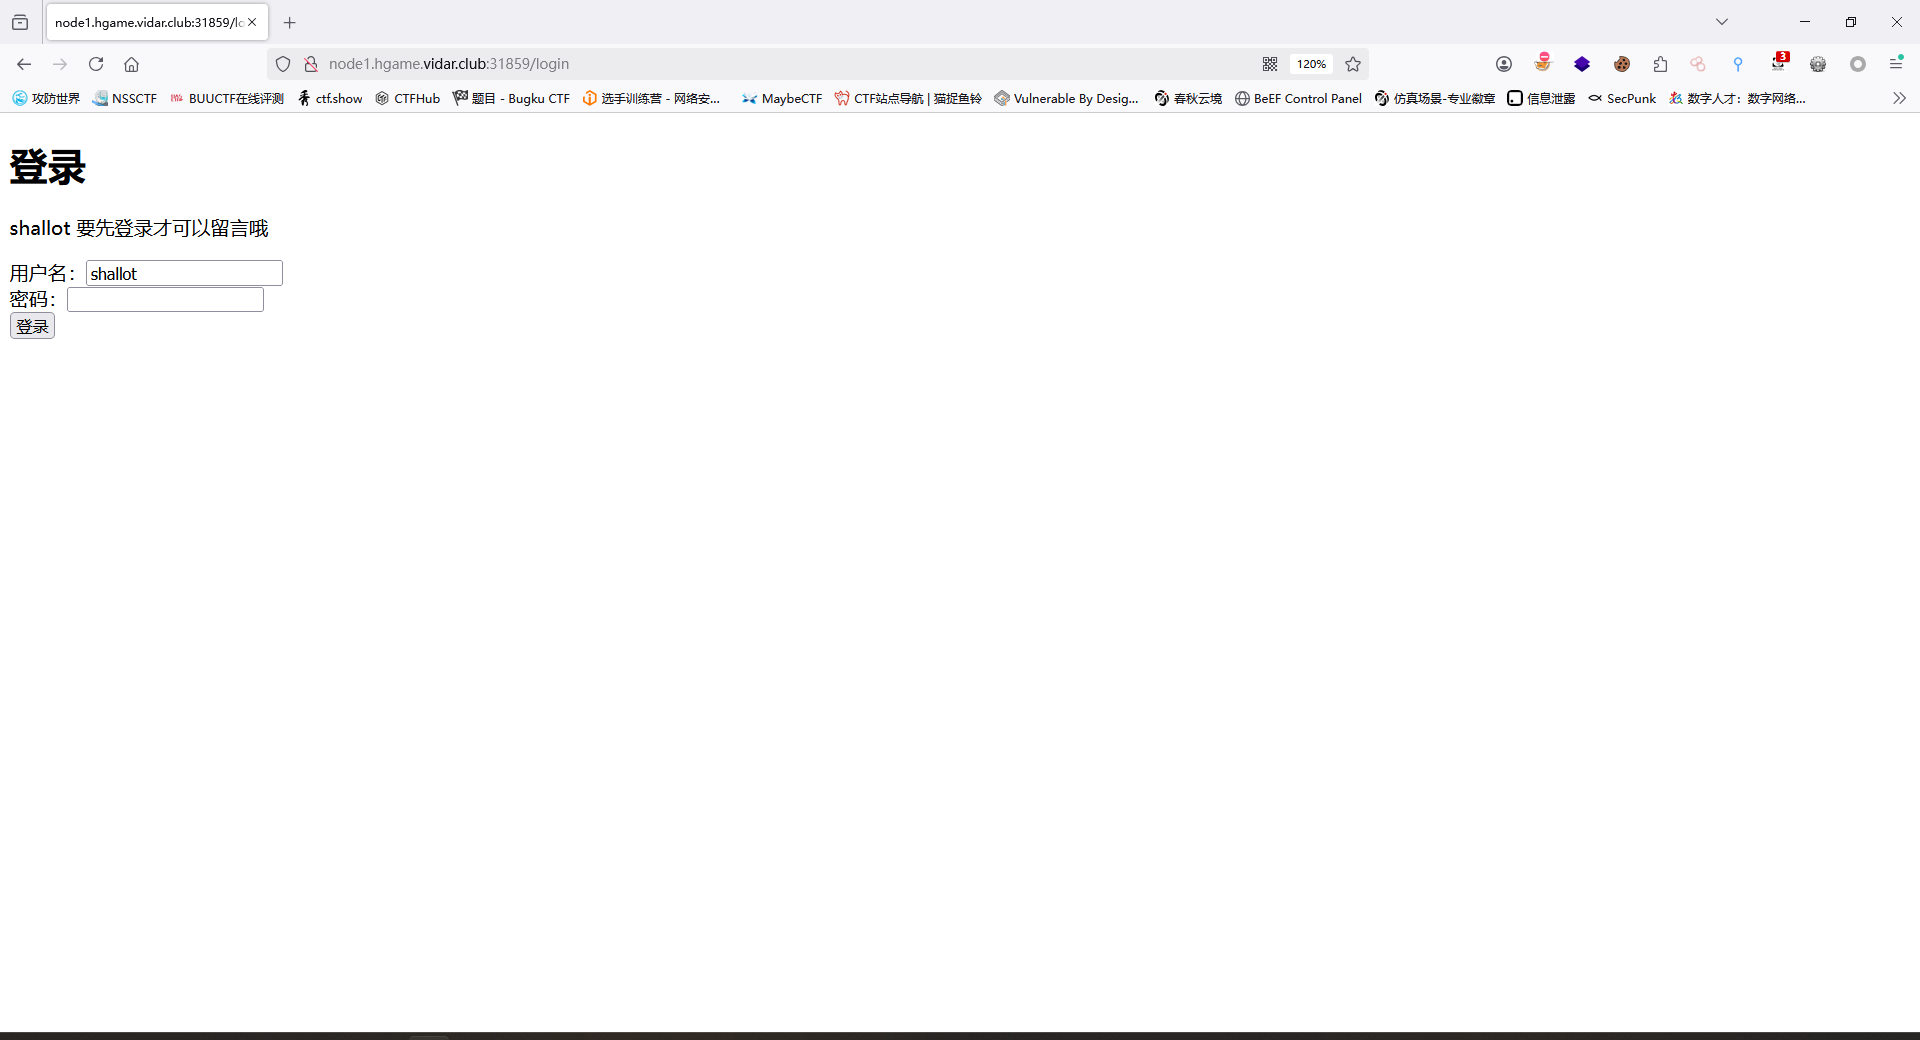 node1.hgame.vidar.club:31859/lo
node1.hgame.vidar.club:31859/login
120%
3
攻防世界
NSSCTF
BUUCTF在线评测
ctf.show
CTFHub
题目 - Bugku CTF
选手训练营 - 网络安...
MaybeCTF
CTF站点导航 | 猫捉鱼铃
Vulnerable By Desig...
春秋云境
BeEF Control Panel
仿真场景-专业徽章
信息泄露
SecPunk
数字人才：数字网络...
登录
shallot 要先登录才可以留言哦
用户名： shallot
密码：
登录